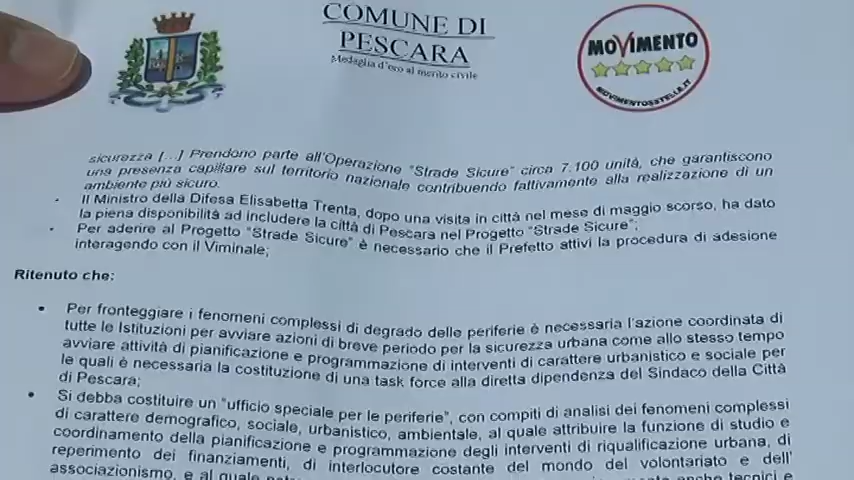 COMUNE DI
PESCARA
Medaglia d'oro al merito civile
MOVIMENTO
MOVIMENTO5STELLE.IT
sicurezza [...] Prendono parte all'Operazione "Strade Sicure" circa 7.100 unità, che garantiscono
una presenza capillare sul territorio nazionale contribuendo fattivamente alla realizzazione di un
ambiente più sicuro.
- Il Ministro della Difesa Elisabetta Trenta, dopo una visita in città nel mese di maggio scorso, ha dato
la piena disponibilità ad includere la città di Pescara nel Progetto "Strade Sicure";
- Per aderire al Progetto "Strade Sicure" è necessario che il Prefetto attivi la procedura di adesione
interagendo con il Viminale;
Ritenuto che:
• Per fronteggiare i fenomeni complessi di degrado delle periferie è necessaria l'azione coordinata di
tutte le Istituzioni per avviare azioni di breve periodo per la sicurezza urbana come allo stesso tempo
avviare attività di pianificazione e programmazione di interventi di carattere urbanistico e sociale per
le quali è necessaria la costituzione di una task force alla diretta dipendenza del Sindaco della Città
di Pescara;
• Si debba costituire un "ufficio speciale per le periferie", con compiti di analisi dei fenomeni complessi
di carattere demografico, sociale, urbanistico, ambientale, al quale attribuire la funzione di studio e
coordinamento della pianificazione e programmazione degli interventi di riqualificazione urbana, di
reperimento dei finanziamenti, di interlocutore costante del mondo del volontariato e dell'
associazionismo, e al quale anche tecnici e